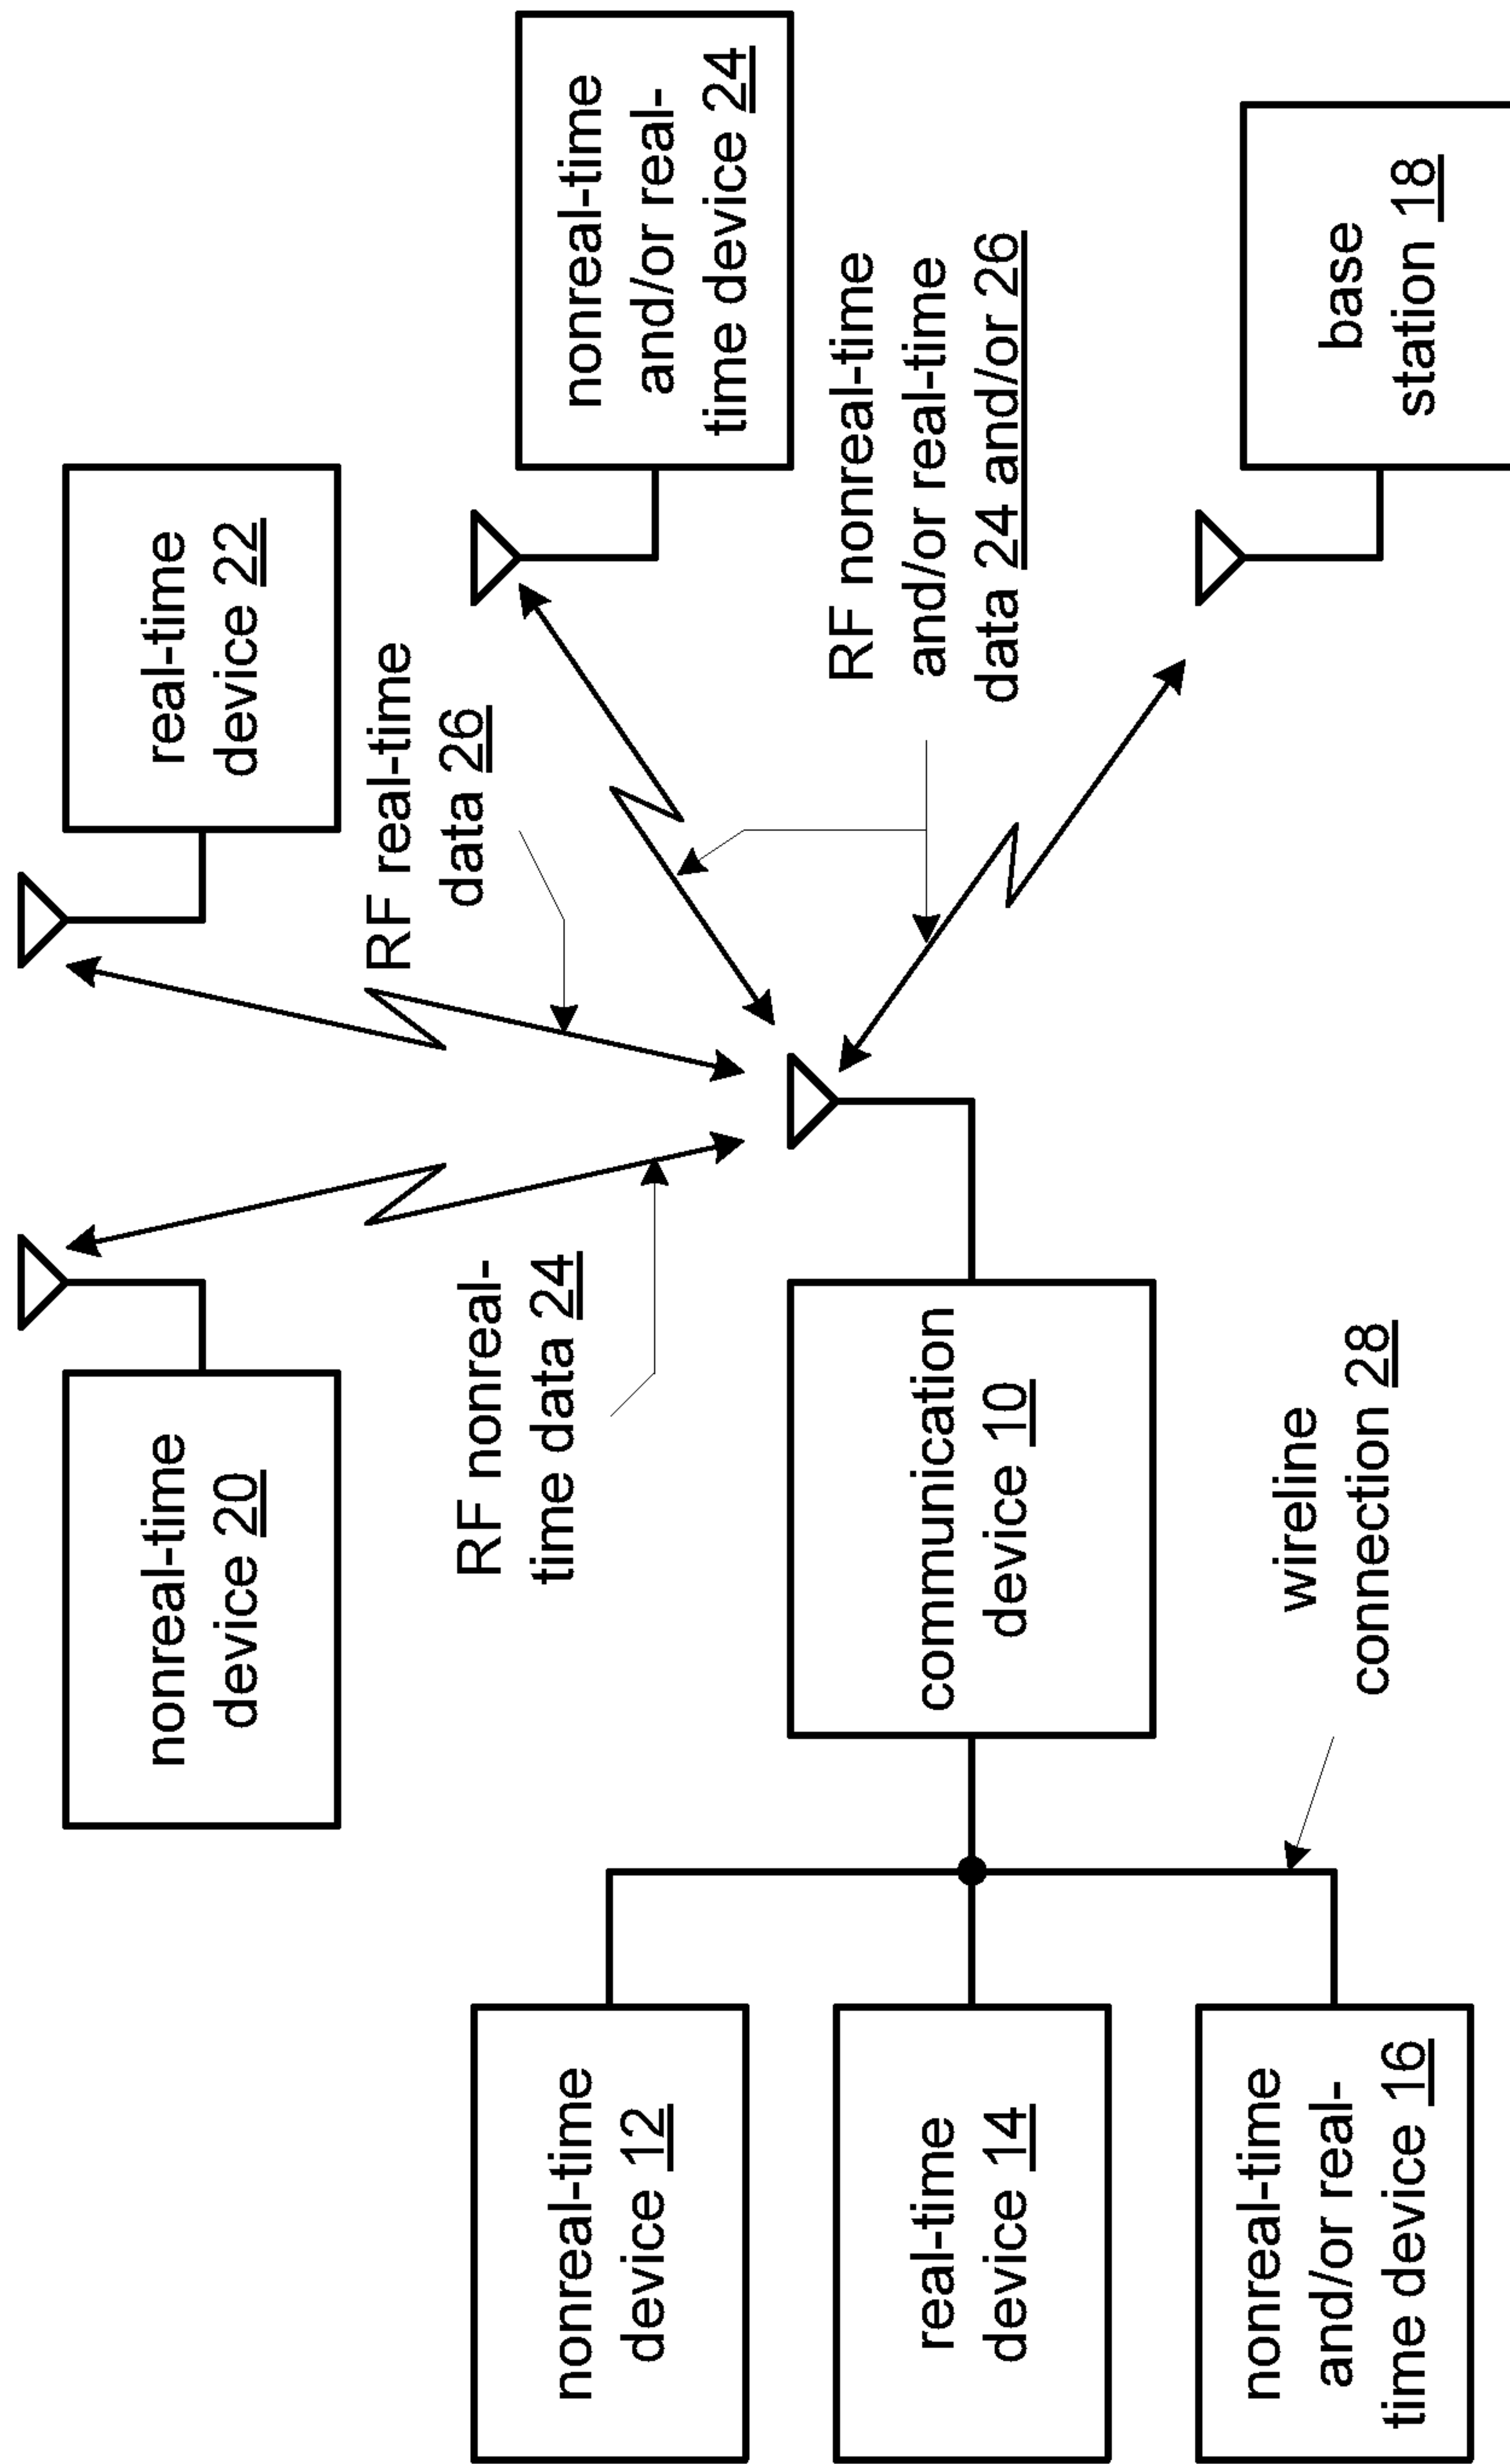 nonreal-time
device 20
real-time
device 22
RF nonreal-
time data 24
RF real-time
data 26
nonreal-time
and/or real-
time device 24
nonreal-time
device 12
real-time
device 14
nonreal-time
and/or real-
time device 16
communication
device 10
RF nonreal-time
and/or real-time
data 24 and/or 26
wireline
connection 28
base
station 18